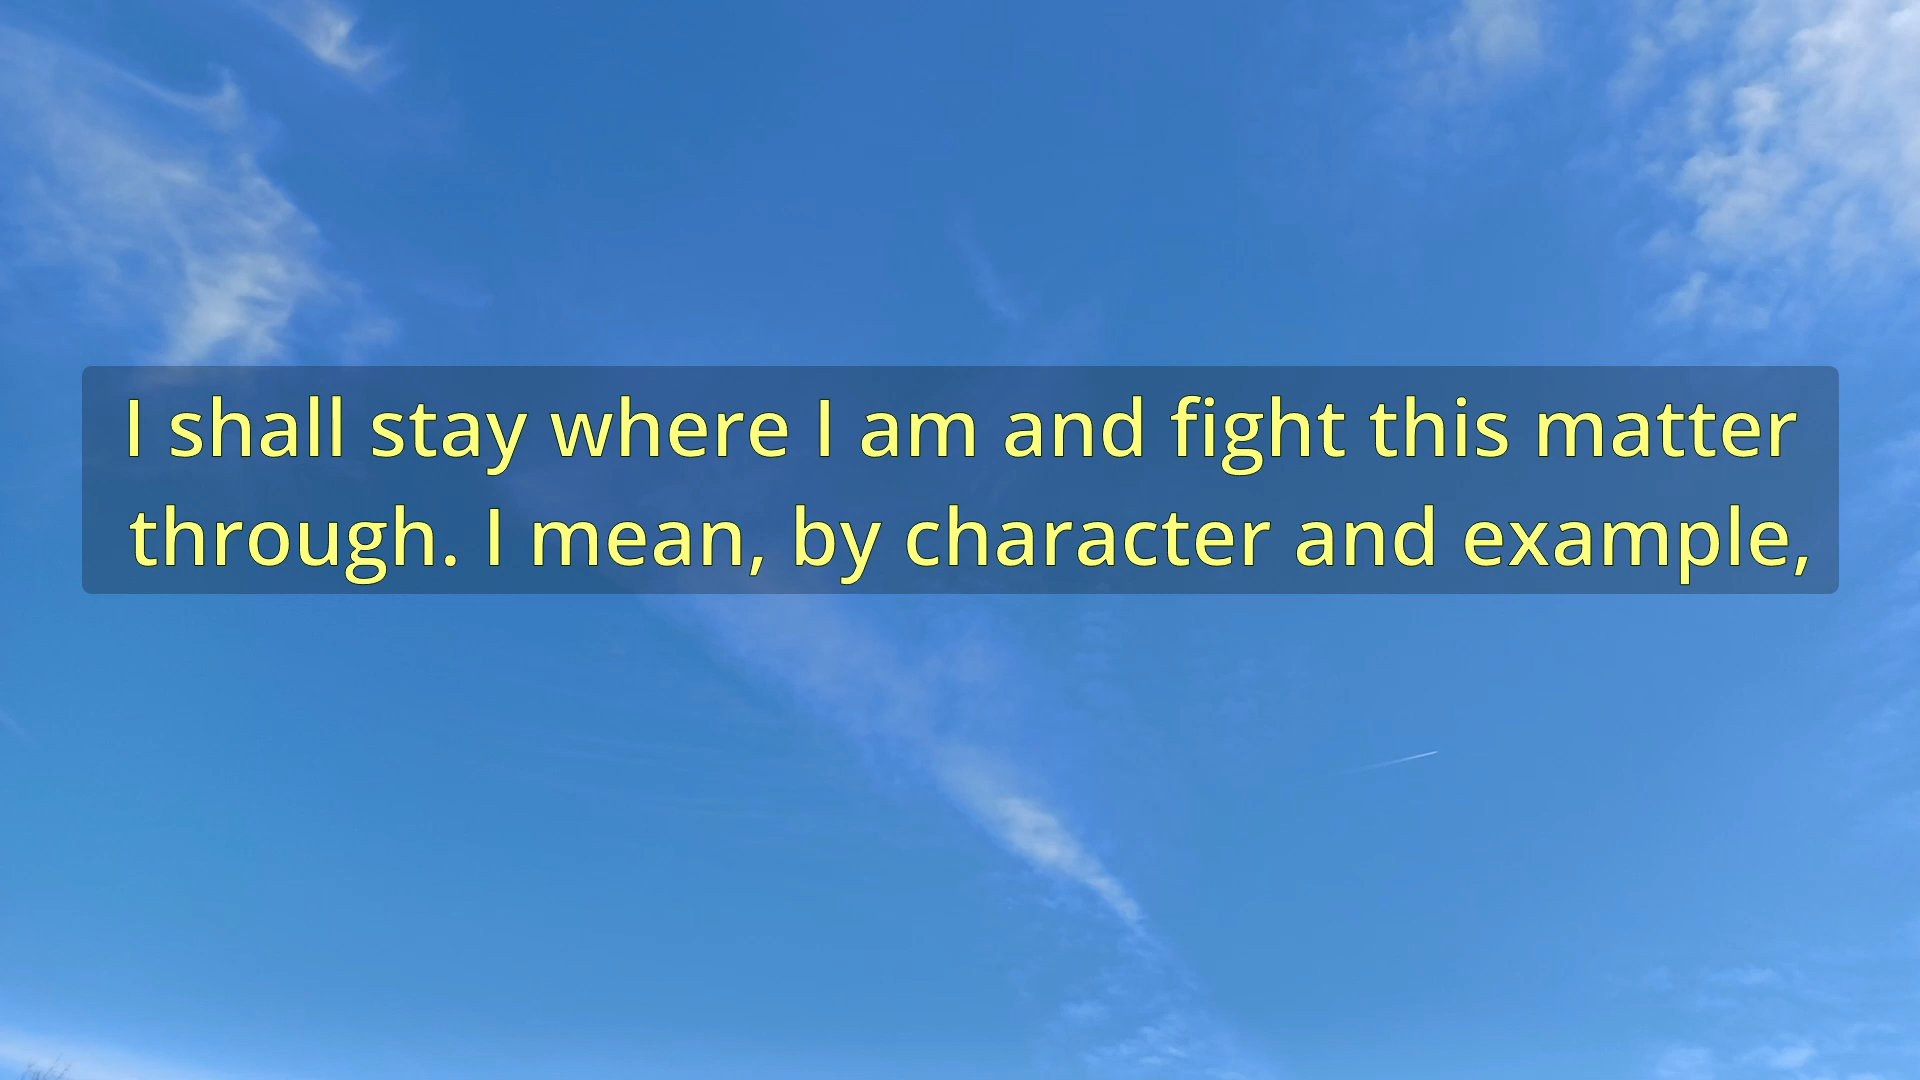 I shall stay where I am and fight this matter
through. I mean, by character and example,